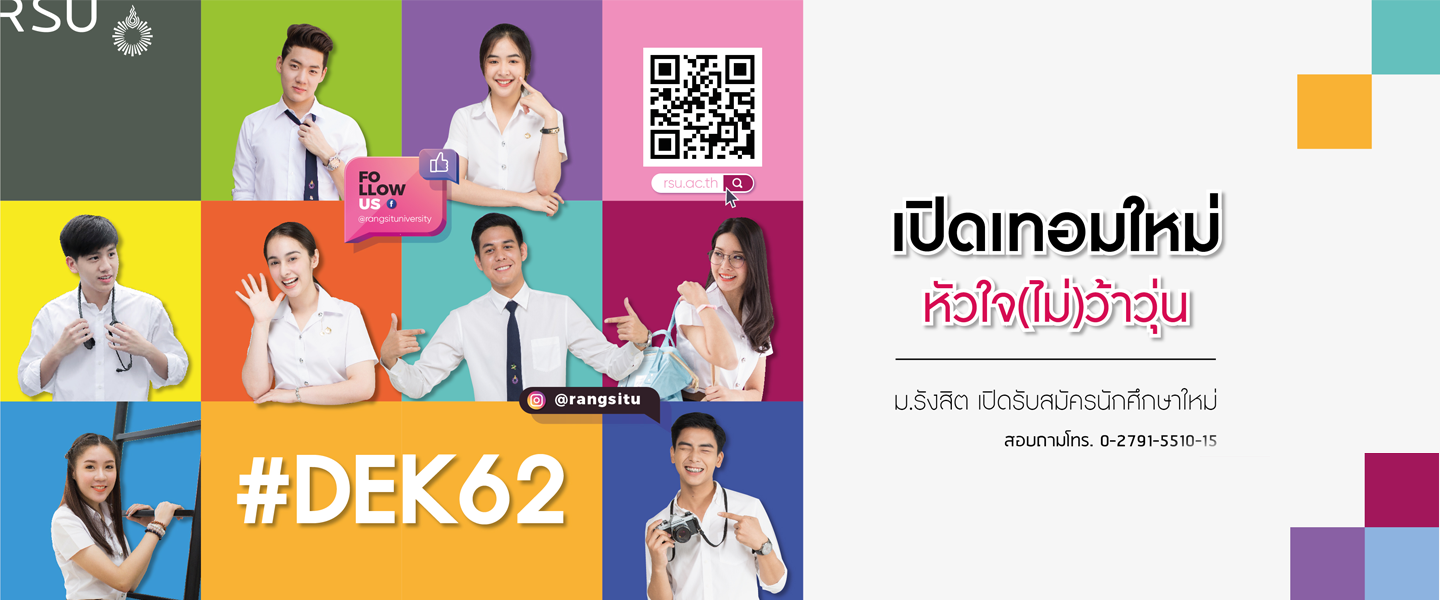 RSU
FO
LLOW
US
@rangsituniversity
rsu.ac.th
@rangsitu
#DEK62
เปิดเทอมใหม่
หัวใจ(ไม่)ว้าวุ่น
ม.รังสิต เปิดรับสมัครนักศึกษาใหม่
สอบถามโทร. 0-2791-5510-15